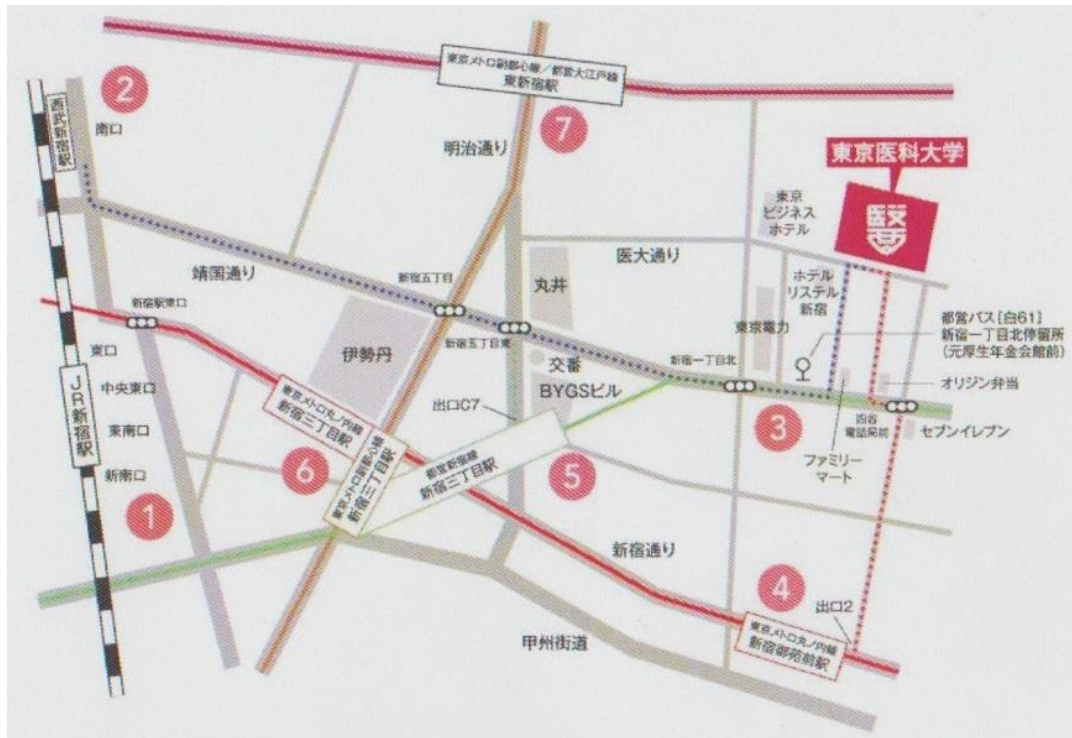 東京メトロ副都心線／都営大江戸線
東新宿駅
2
西武新宿駅
南口
7
明治通り
東京医科大学
東京
ビジネス
ホテル
医大通り
靖国通り
新宿五丁目
丸井
ホテル
リステル
新宿
都営バス[白61]
新宿一丁目北停留所
(元厚生年金会館前)
新宿駅東口
伊勢丹
新宿五丁目東
交番
新宿一丁目北
東京電力
東口
BYGSビル
オリジン弁当
中央東口
JR新宿駅
出口C7
3
四谷
電話局前
セブンイレブン
東南口
東京メトロ丸ノ内線
新宿三丁目駅
ファミリー
マート
新南口
6
東京メトロ副都心線
新宿三丁目駅
都営新宿線
新宿三丁目駅
5
1
新宿通り
4
出口2
甲州街道
東京メトロ丸ノ内線
新宿御苑前駅